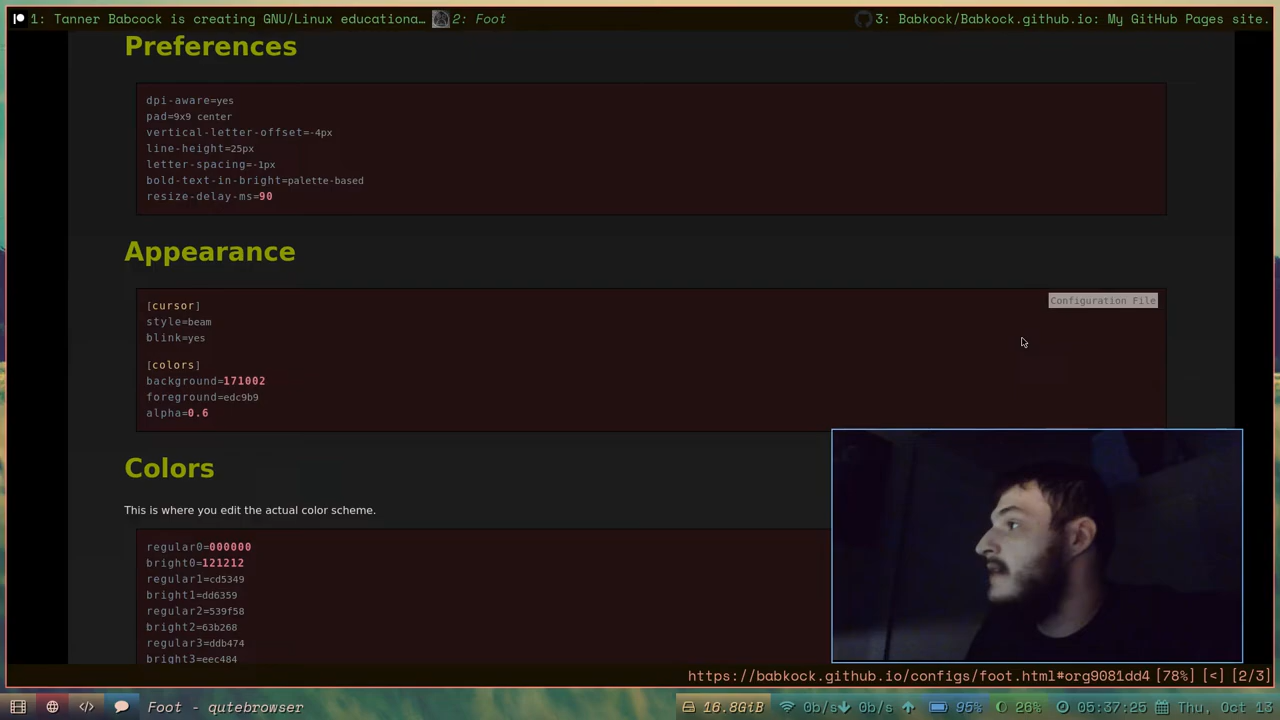 1: Tanner Babcock is creating GNU/Linux educationa…
2: Foot
3: Babkock/Babkock.github.io: My GitHub Pages site.
Preferences
dpi-aware=yes
pad=9x9 center
vertical-letter-offset=-4px
line-height=25px
letter-spacing=-1px
bold-text-in-bright=palette-based
resize-delay-ms=90
Appearance
Configuration File
[cursor]
style=beam
blink=yes
[colors]
background=171002
foreground=edc9b9
alpha=0.6
Colors
This is where you edit the actual color scheme.
regular0=000000
bright0=121212
regular1=cd5349
bright1=dd6359
regular2=539f58
bright2=63b268
regular3=ddb474
bright3=eec484
https://babkock.github.io/configs/foot.html#org9081dd4 [78%] [<] [2/3]
Foot - qutebrowser
16.8GiB 0b/s 0b/s 95% 26% 05:37:25 Thu, Oct 13